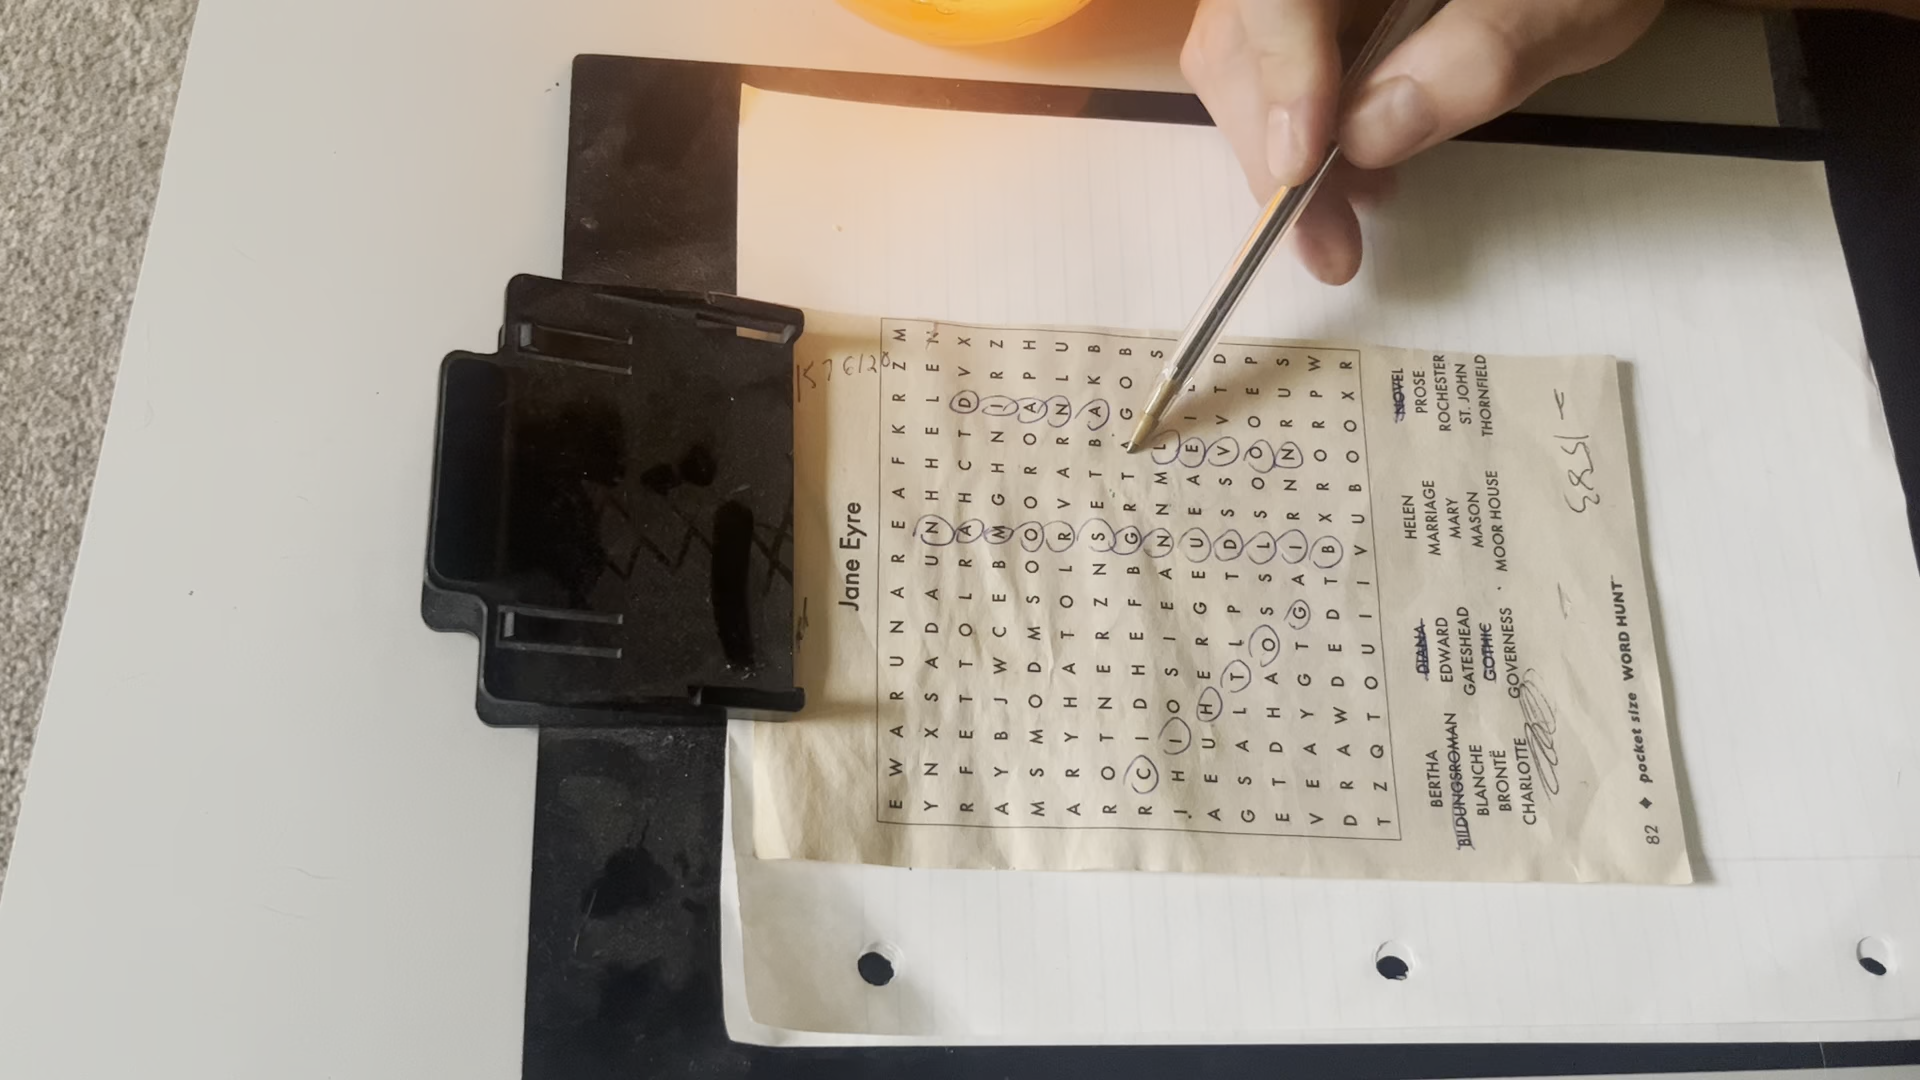 Jane Eyre
E W A R U N A R E A F K R Z M
Y N X S A D A U N H H E L E N
R F E T T O L R A H C T D V X
A Y B J W C E B M G H N I R Z
M S M O D M S O O O R O A P H
A R Y H A T O L R V A R N L U
R O T N E R Z N S E T B A K B
R C I D H E F B G R T A G O B
J H I O S I E A N N M L S
A E U H E R G E U E A E I
G S A L T L P T D S S V V T D
E T D H A O S S L S O O O E P
V E A Y G T G A I R N N R U S
D R A W D E D T B X R O R P W
T Z Q T O U I I V U B O O X R
BERTHA
BILDUNGSROMAN
BLANCHE
BRONTË
CHARLOTTE
DIANA
EDWARD
GATESHEAD
GOTHIC
GOVERNESS
HELEN
MARRIAGE
MARY
MASON
MOOR HOUSE
NOVEL
PROSE
ROCHESTER
ST. JOHN
THORNFIELD
82 ◆ pocket size WORD HUNT